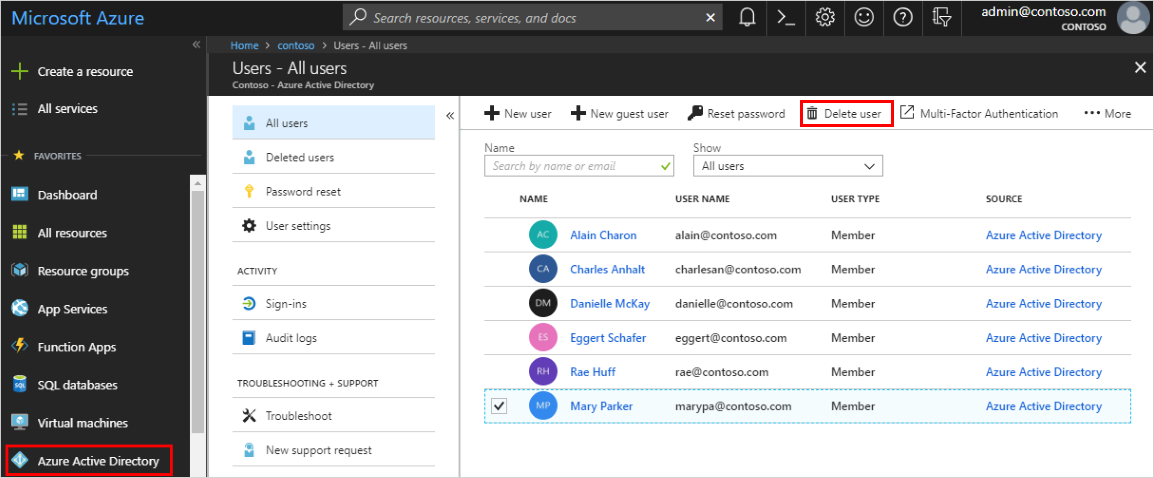 Microsoft Azure
Search resources, services, and docs
admin@contoso.com
CONTOSO
Create a resource
All services
FAVORITES
Dashboard
All resources
Resource groups
App Services
Function Apps
SQL databases
Virtual machines
Azure Active Directory
Home > contoso > Users - All users
Users - All users
Contoso - Azure Active Directory
All users
Deleted users
Password reset
User settings
ACTIVITY
Sign-ins
Audit logs
TROUBLESHOOTING + SUPPORT
Troubleshoot
New support request
New user New guest user Reset password Delete user Multi-Factor Authentication More
Name Show
Search by name or email All users
NAME USER NAME USER TYPE SOURCE
AC Alain Charon alain@contoso.com Member Azure Active Directory
CA Charles Anhalt charlesan@contoso.com Member Azure Active Directory
DM Danielle McKay danielle@contoso.com Member Azure Active Directory
ES Eggert Schafer eggert@contoso.com Member Azure Active Directory
RH Rae Huff rae@contoso.com Member Azure Active Directory
MP Mary Parker marypa@contoso.com Member Azure Active Directory